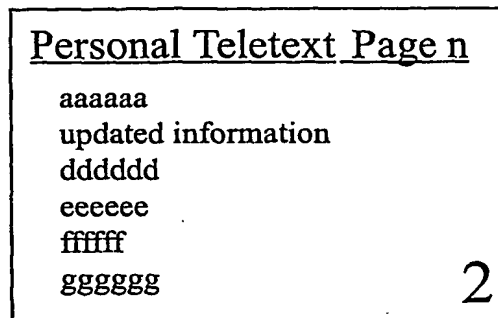 Personal Teletext Page n
aaaaaa
updated information
dddddd
eeeeee
ffffff
gggggg
2